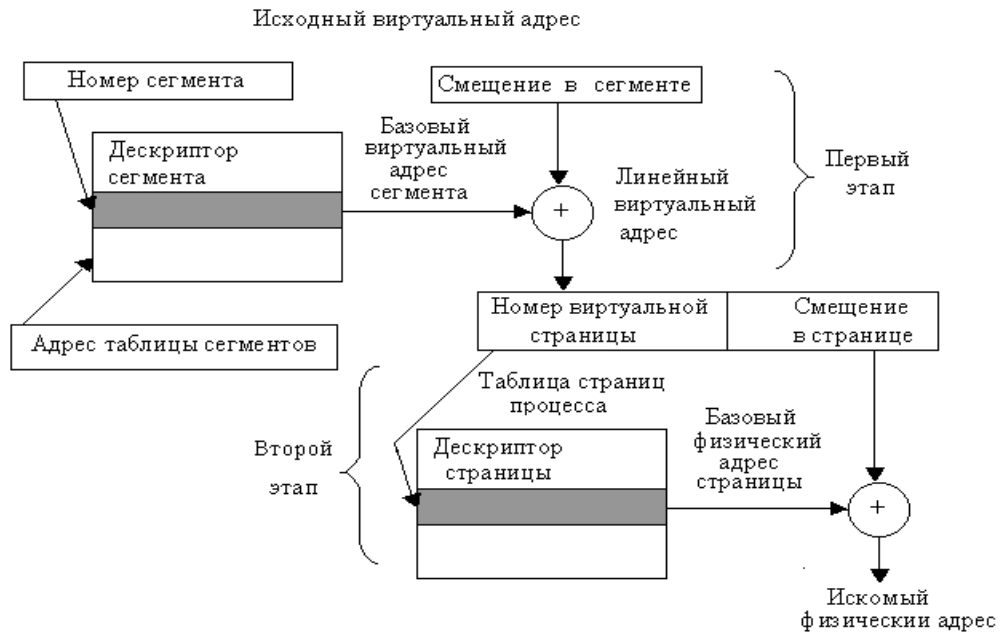 Исходный виртуальный адрес
Номер сегмента
Смещение в сегменте
Дескриптор
сегмента
Базовый
виртуальный
адрес
сегмента
+
Линейный
виртуальный
адрес
Первый
этап
Адрес таблицы сегментов
Номер виртуальной
страницы
Смещение
в странице
Таблица страниц
процесса
Второй
этап
Дескриптор
страницы
Базовый
физический
адрес
страницы
+
Искомый
физический адрес